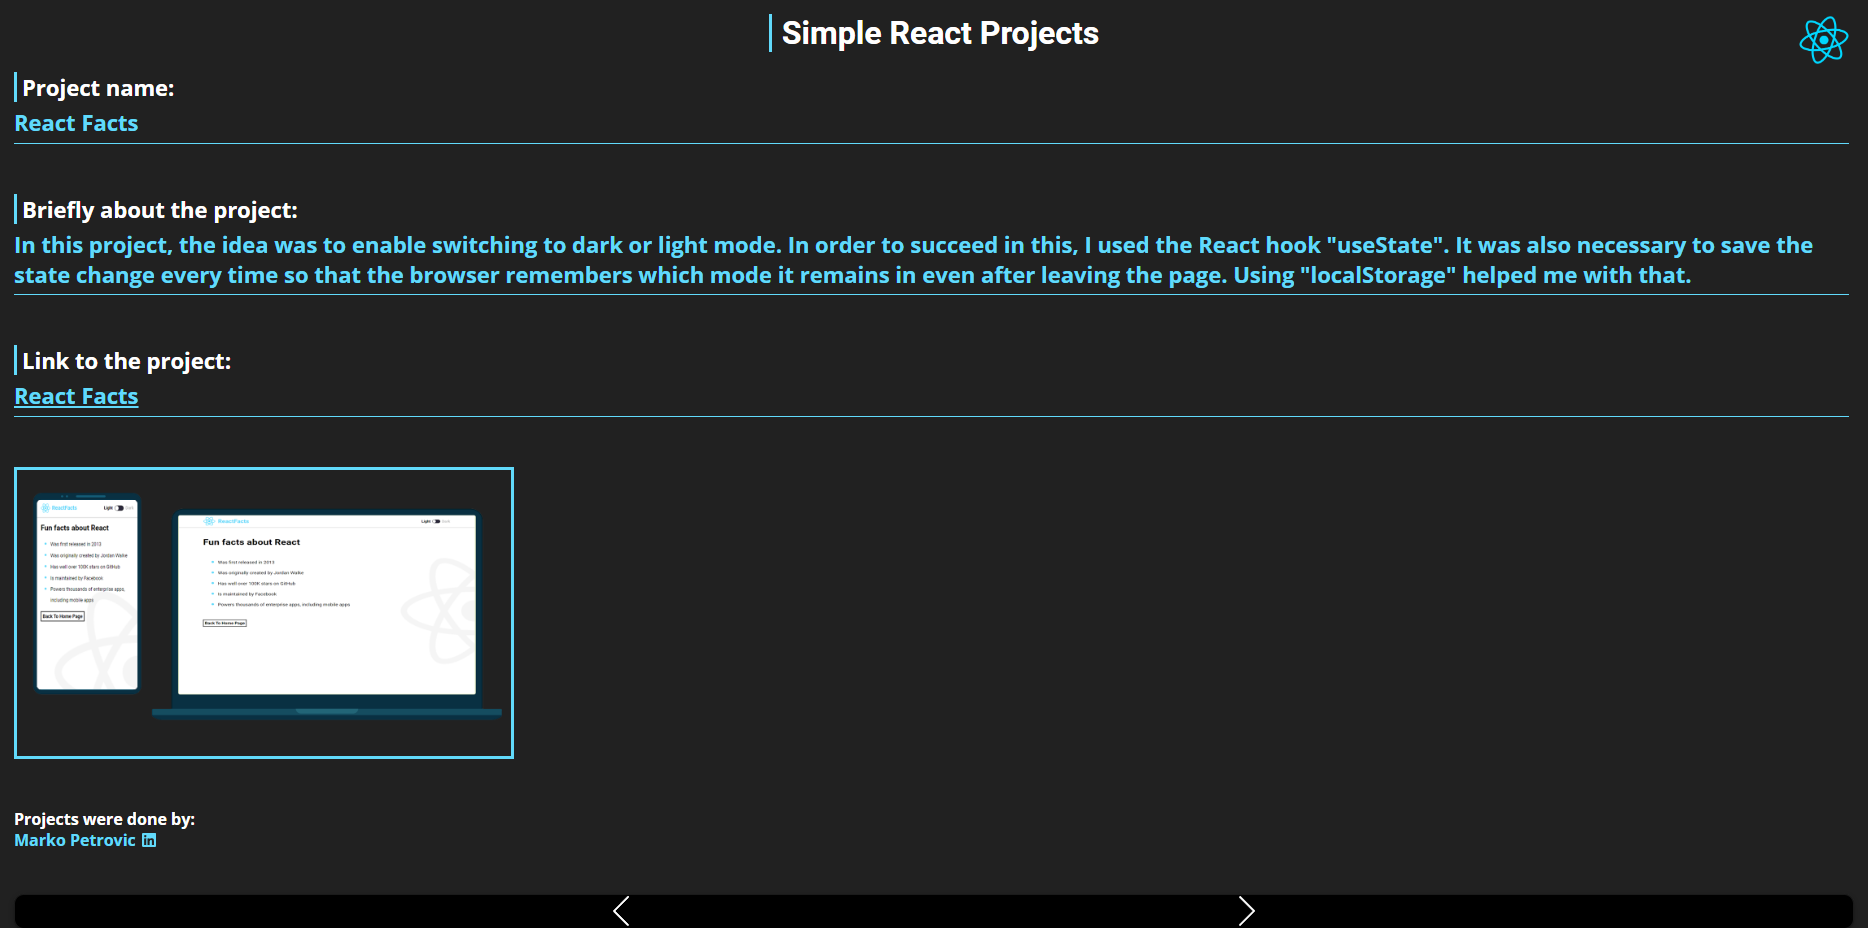 Simple React Projects
Project name:
React Facts
Briefly about the project:
In this project, the idea was to enable switching to dark or light mode. In order to succeed in this, I used the React hook "useState". It was also necessary to save the
state change every time so that the browser remembers which mode it remains in even after leaving the page. Using "localStorage" helped me with that.
Link to the project:
React Facts
ReactFacts
Light
Fun facts about React
Was first released in 2013
Was originally created by Jordan Walke
Has well over 100K stars on GitHub
Is maintained by Facebook
Powers thousands of enterprise apps,
including mobile apps
Back To Home Page
ReactFacts
Light
Fun facts about React
Was first released in 2013
Was originally created by Jordan Walke
Has well over 100K stars on GitHub
Is maintained by Facebook
Powers thousands of enterprise apps, including mobile apps
Back To Home Page
Projects were done by:
Marko Petrovic